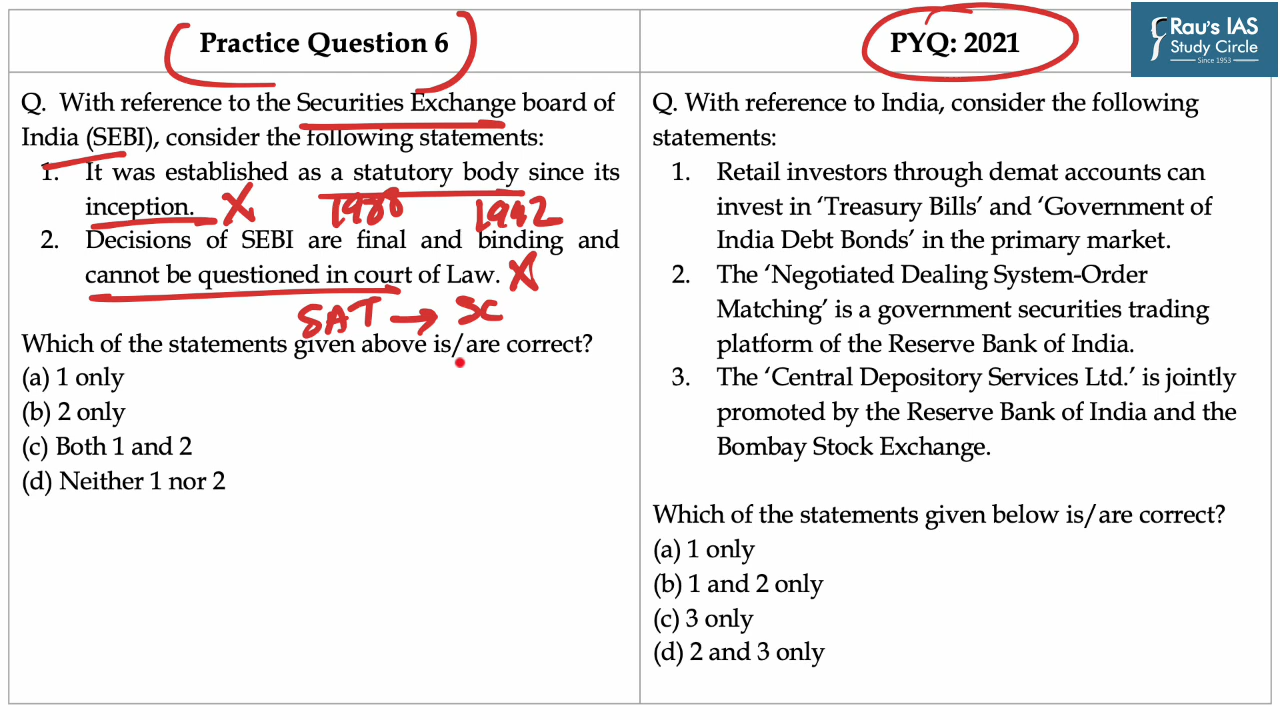 Practice Question 6
Q. With reference to the Securities Exchange board of
India (SEBI), consider the following statements:
1. It was established as a statutory body since its
inception. X 1988 1992
2. Decisions of SEBI are final and binding and
cannot be questioned in court of Law. X
SAT → SC
Which of the statements given above is/are correct?
(a) 1 only
(b) 2 only
(c) Both 1 and 2
(d) Neither 1 nor 2
PYQ: 2021
Rau's IAS
Study Circle
Since 1953
Q. With reference to India, consider the following
statements:
1. Retail investors through demat accounts can
invest in ‘Treasury Bills’ and ‘Government of
India Debt Bonds’ in the primary market.
2. The ‘Negotiated Dealing System-Order
Matching’ is a government securities trading
platform of the Reserve Bank of India.
3. The ‘Central Depository Services Ltd.’ is jointly
promoted by the Reserve Bank of India and the
Bombay Stock Exchange.
Which of the statements given below is/are correct?
(a) 1 only
(b) 1 and 2 only
(c) 3 only
(d) 2 and 3 only